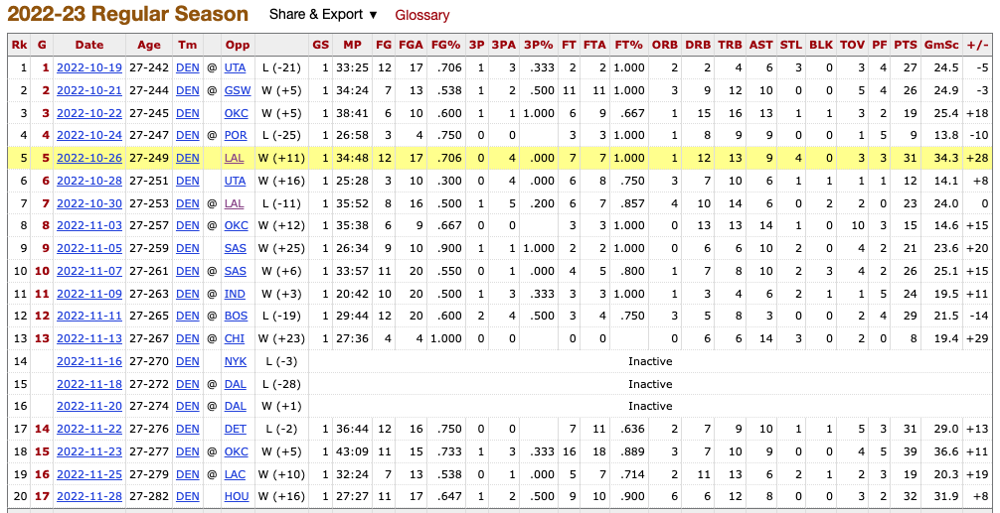 2022-23 Regular Season Share & Export ▼ Glossary
Rk G Date Age Tm Opp GS MP FG FGA FG% 3P 3PA 3P% FT FTA FT% ORB DRB TRB AST STL BLK TOV PF PTS GmSc +/-
1 1 2022-10-19 27-242 DEN @ UTA L (-21) 1 33:25 12 17 .706 1 3 .333 2 2 1.000 2 2 4 6 3 0 3 4 27 24.5 -5
2 2 2022-10-21 27-244 DEN @ GSW W (+5) 1 34:24 7 13 .538 1 2 .500 11 11 1.000 3 9 12 10 0 0 5 4 26 24.9 -3
3 3 2022-10-22 27-245 DEN OKC W (+5) 1 38:41 6 10 .600 1 1 1.000 6 9 .667 1 15 16 13 1 1 3 2 19 25.4 +18
4 4 2022-10-24 27-247 DEN @ POR L (-25) 1 26:58 3 4 .750 0 0 3 3 1.000 1 8 9 9 0 0 1 5 9 13.8 -10
5 5 2022-10-26 27-249 DEN LAL W (+11) 1 34:48 12 17 .706 0 4 .000 7 7 1.000 1 12 13 9 4 0 3 3 31 34.3 +28
6 6 2022-10-28 27-251 DEN UTA W (+16) 1 25:28 3 10 .300 0 4 .000 6 8 .750 3 7 10 6 1 1 1 1 12 14.1 +8
7 7 2022-10-30 27-253 DEN @ LAL L (-11) 1 35:52 8 16 .500 1 5 .200 6 7 .857 4 10 14 6 0 2 2 0 23 24.0 0
8 8 2022-11-03 27-257 DEN @ OKC W (+12) 1 35:38 6 9 .667 0 0 3 3 1.000 0 13 13 14 1 0 10 3 15 14.6 +15
9 9 2022-11-05 27-259 DEN SAS W (+25) 1 26:34 9 10 .900 1 1 1.000 2 2 1.000 0 6 6 10 2 0 4 2 21 23.6 +20
10 10 2022-11-07 27-261 DEN @ SAS W (+6) 1 33:57 11 20 .550 0 1 .000 4 5 .800 1 7 8 10 2 3 4 2 26 25.1 +15
11 11 2022-11-09 27-263 DEN @ IND W (+3) 1 20:42 10 20 .500 1 3 .333 3 3 1.000 1 3 4 6 2 1 1 5 24 19.5 +11
12 12 2022-11-11 27-265 DEN @ BOS L (-19) 1 29:44 12 20 .600 2 4 .500 3 4 .750 3 5 8 3 0 0 2 4 29 21.5 -14
13 13 2022-11-13 27-267 DEN @ CHI W (+23) 1 27:36 4 4 1.000 0 0 0 0 0 6 6 14 3 0 2 0 8 19.4 +29
14 2022-11-16 27-270 DEN NYK L (-3) Inactive
15 2022-11-18 27-272 DEN @ DAL L (-28) Inactive
16 2022-11-20 27-274 DEN @ DAL W (+1) Inactive
17 14 2022-11-22 27-276 DEN DET L (-2) 1 36:44 12 16 .750 0 0 7 11 .636 2 7 9 10 1 1 5 3 31 29.0 +13
18 15 2022-11-23 27-277 DEN @ OKC W (+5) 1 43:09 11 15 .733 1 3 .333 16 18 .889 3 7 10 9 0 0 4 5 39 36.6 +11
19 16 2022-11-25 27-279 DEN @ LAC W (+10) 1 32:24 7 13 .538 0 1 .000 5 7 .714 2 11 13 6 2 1 3 2 19 20.3 +19
20 17 2022-11-28 27-282 DEN HOU W (+16) 1 27:27 11 17 .647 1 2 .500 9 10 .900 6 6 12 8 0 0 3 2 32 31.9 +8